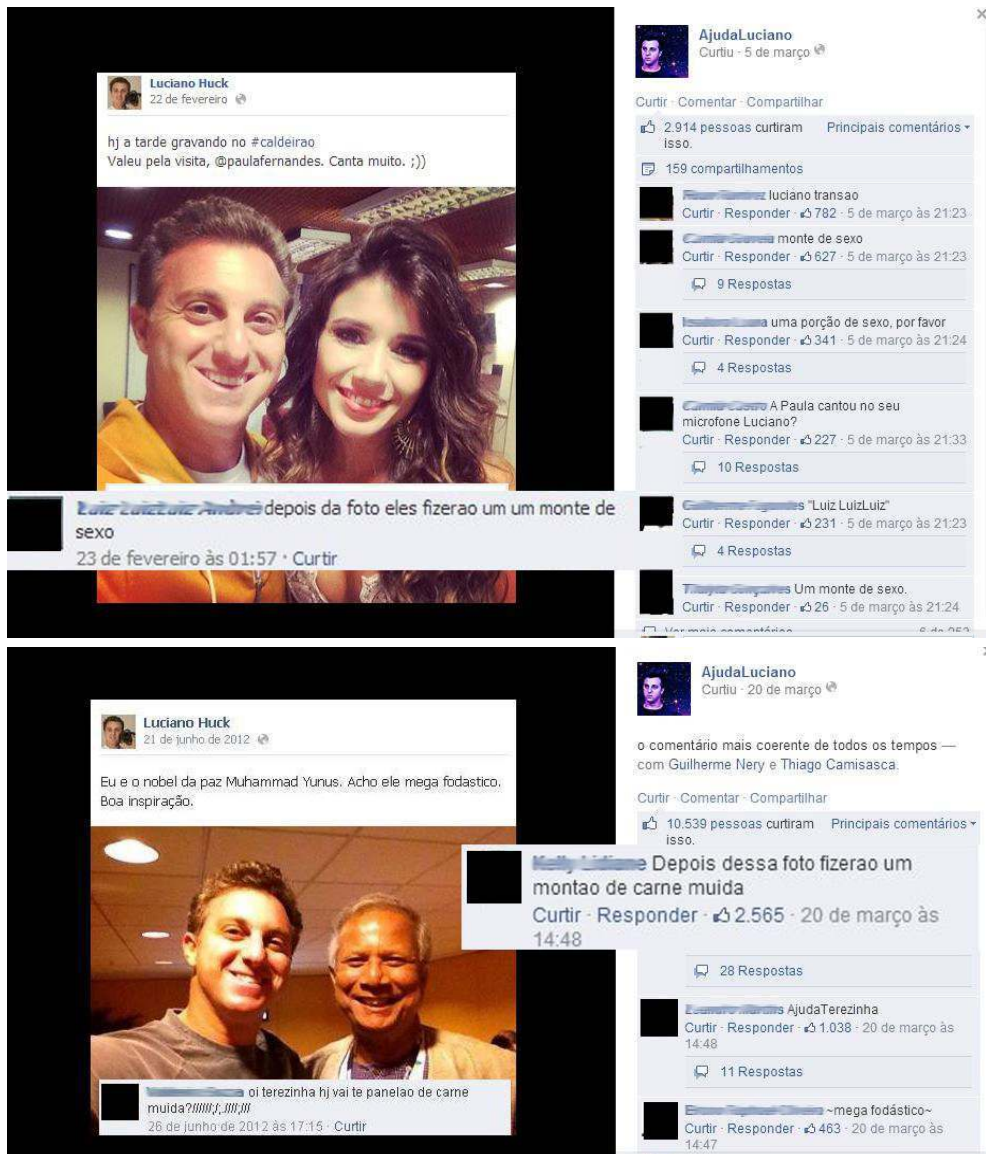 Luciano Huck
22 de fevereiro
hj a tarde gravando no #caldeirao
Valeu pela visita, @paulafernandes. Canta muito. ;))
depois da foto eles fizerao um um monte de
sexo
23 de fevereiro às 01:57 · Curtir
AjudaLuciano
Curtiu · 5 de março
Curtir · Comentar · Compartilhar
2.914 pessoas curtiram
isso.
Principais comentários
159 compartilhamentos
luciano transao
Curtir · Responder · 782 · 5 de março às 21:23
monte de sexo
Curtir · Responder · 627 · 5 de março às 21:23
9 Respostas
uma porção de sexo, por favor
Curtir · Responder · 341 · 5 de março às 21:24
4 Respostas
A Paula cantou no seu
microfone Luciano?
Curtir · Responder · 227 · 5 de março às 21:33
10 Respostas
"Luiz LuizLuiz"
Curtir · Responder · 231 · 5 de março às 21:23
4 Respostas
Um monte de sexo.
Curtir · Responder · 26 · 5 de março às 21:24
Ver mais comentários
6 de 252
Luciano Huck
21 de junho de 2012
Eu e o nobel da paz Muhammad Yunus. Acho ele mega fodastico.
Boa inspiração.
oi terezinha hj vai te panelao de carne
muida?///////;/;.////;///
26 de junho de 2012 às 17:15 · Curtir
AjudaLuciano
Curtiu · 20 de março
o comentário mais coerente de todos os tempos —
com Guilherme Nery e Thiago Camisasca.
Curtir · Comentar · Compartilhar
10.539 pessoas curtiram
isso.
Principais comentários
Depois dessa foto fizerao um
montao de carne muida
Curtir · Responder · 2.565 · 20 de março às
14:48
28 Respostas
AjudaTerezinha
Curtir · Responder · 1.038 · 20 de março às
14:48
11 Respostas
~mega fodástico~
Curtir · Responder · 463 · 20 de março às
14:47